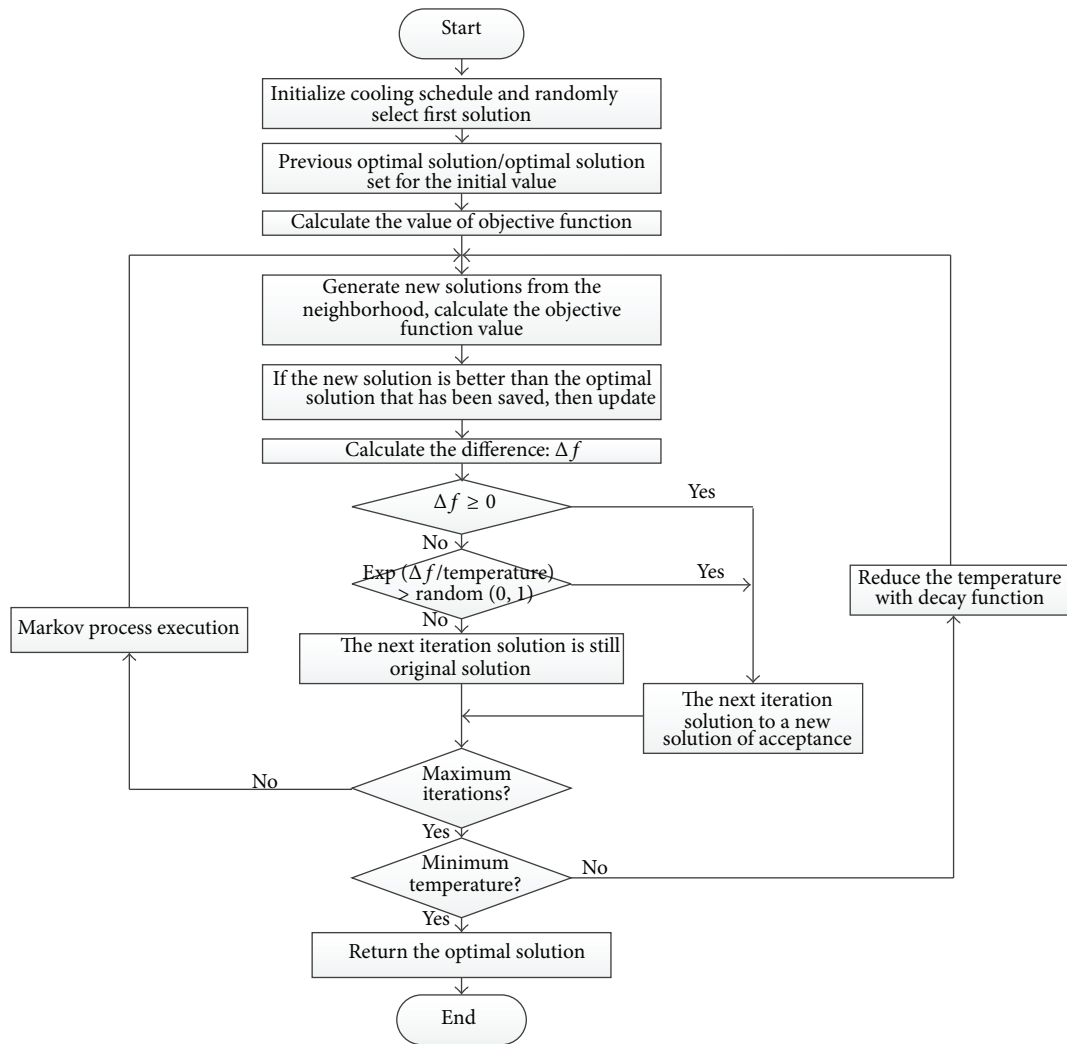 Start
Initialize cooling schedule and randomly
select first solution
Previous optimal solution/optimal solution
set for the initial value
Calculate the value of objective function
Generate new solutions from the
neighborhood, calculate the objective
function value
If the new solution is better than the optimal
solution that has been saved, then update
Calculate the difference: Δf
Δf ≥ 0
Yes
No
Exp (Δf/temperature)
> random (0, 1)
Yes
No
Reduce the temperature
with decay function
Markov process execution
The next iteration solution is still
original solution
The next iteration
solution to a new
solution of acceptance
Maximum
iterations?
No
Yes
Minimum
temperature?
No
Yes
Return the optimal solution
End